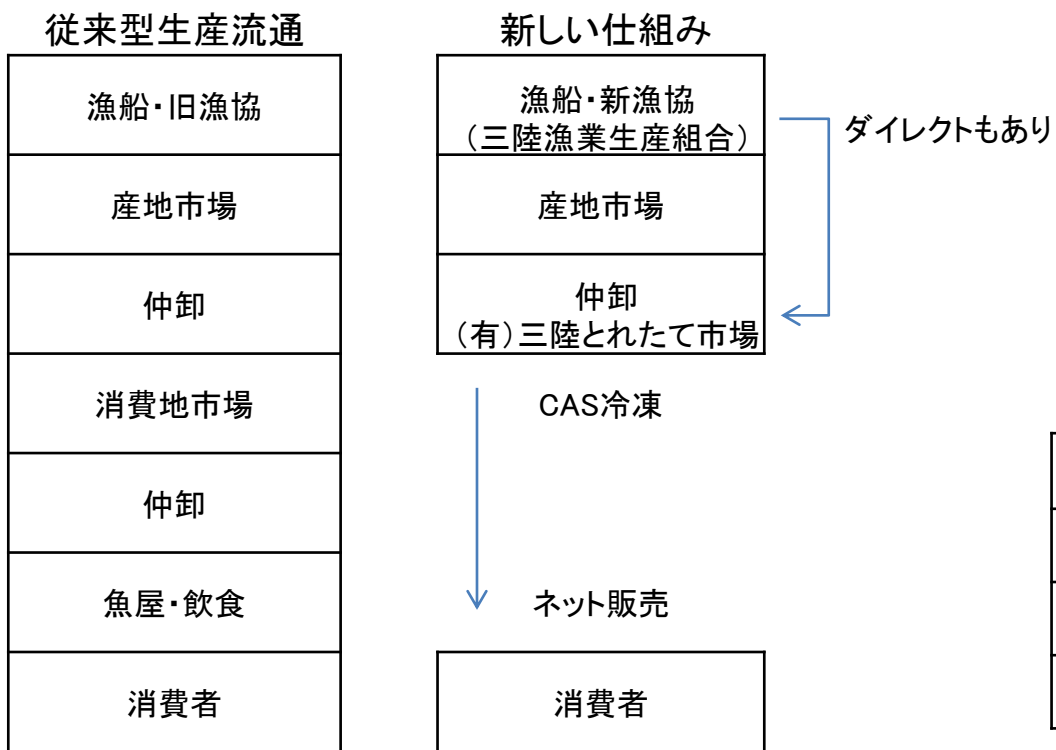 従来型生産流通
漁船・旧漁協
産地市場
仲卸
消費地市場
仲卸
魚屋・飲食
消費者
新しい仕組み
漁船・新漁協
（三陸漁業生産組合）
産地市場
仲卸
（有）三陸とれたて市場
ダイレクトもあり
CAS冷凍
ネット販売
消費者